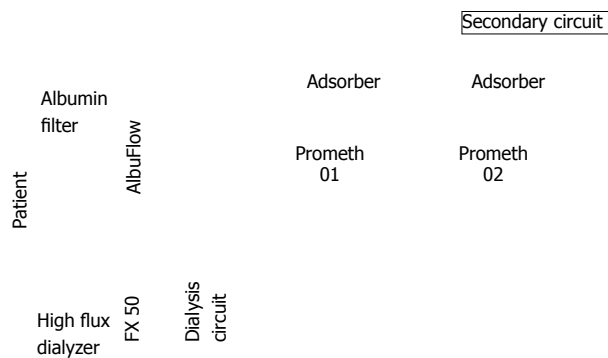 Secondary circuit
Adsorber
Adsorber
Albumin
filter
AlbuFlow
Prometh
01
Prometh
02
Patient
High flux
dialyzer
FX 50
Dialysis
circuit